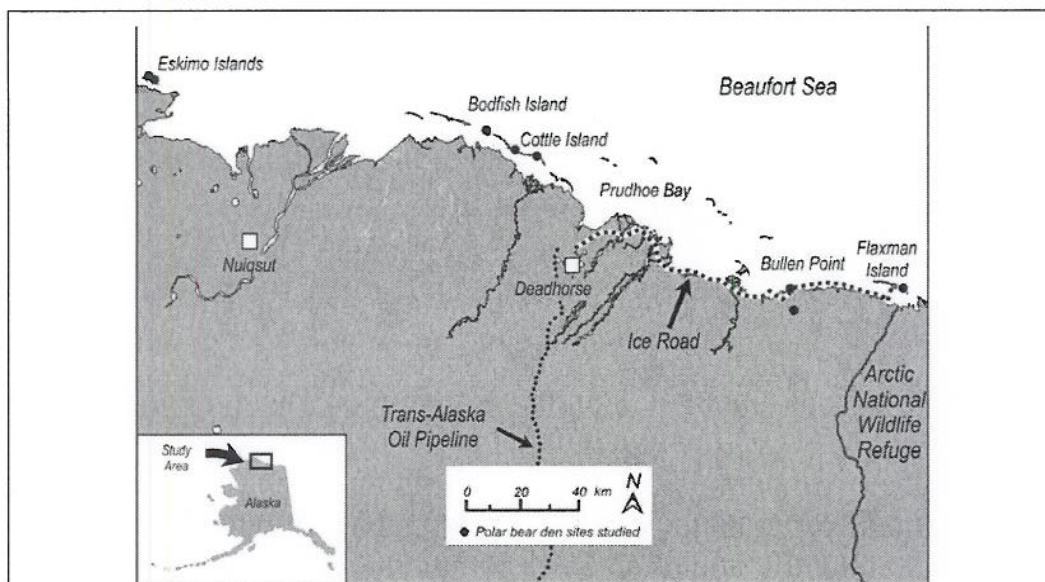 Eskimo Islands
Beaufort Sea
Bodfish Island
Cottle Island
Prudhoe Bay
Nuiqsut
Deadhorse
Bullen Point
Flaxman
Island
Ice Road
Trans-Alaska
Oil Pipeline
Arctic
National
Wildlife
Refuge
Study
Area
Alaska
0 20 40 km
N
Polar bear den sites studied